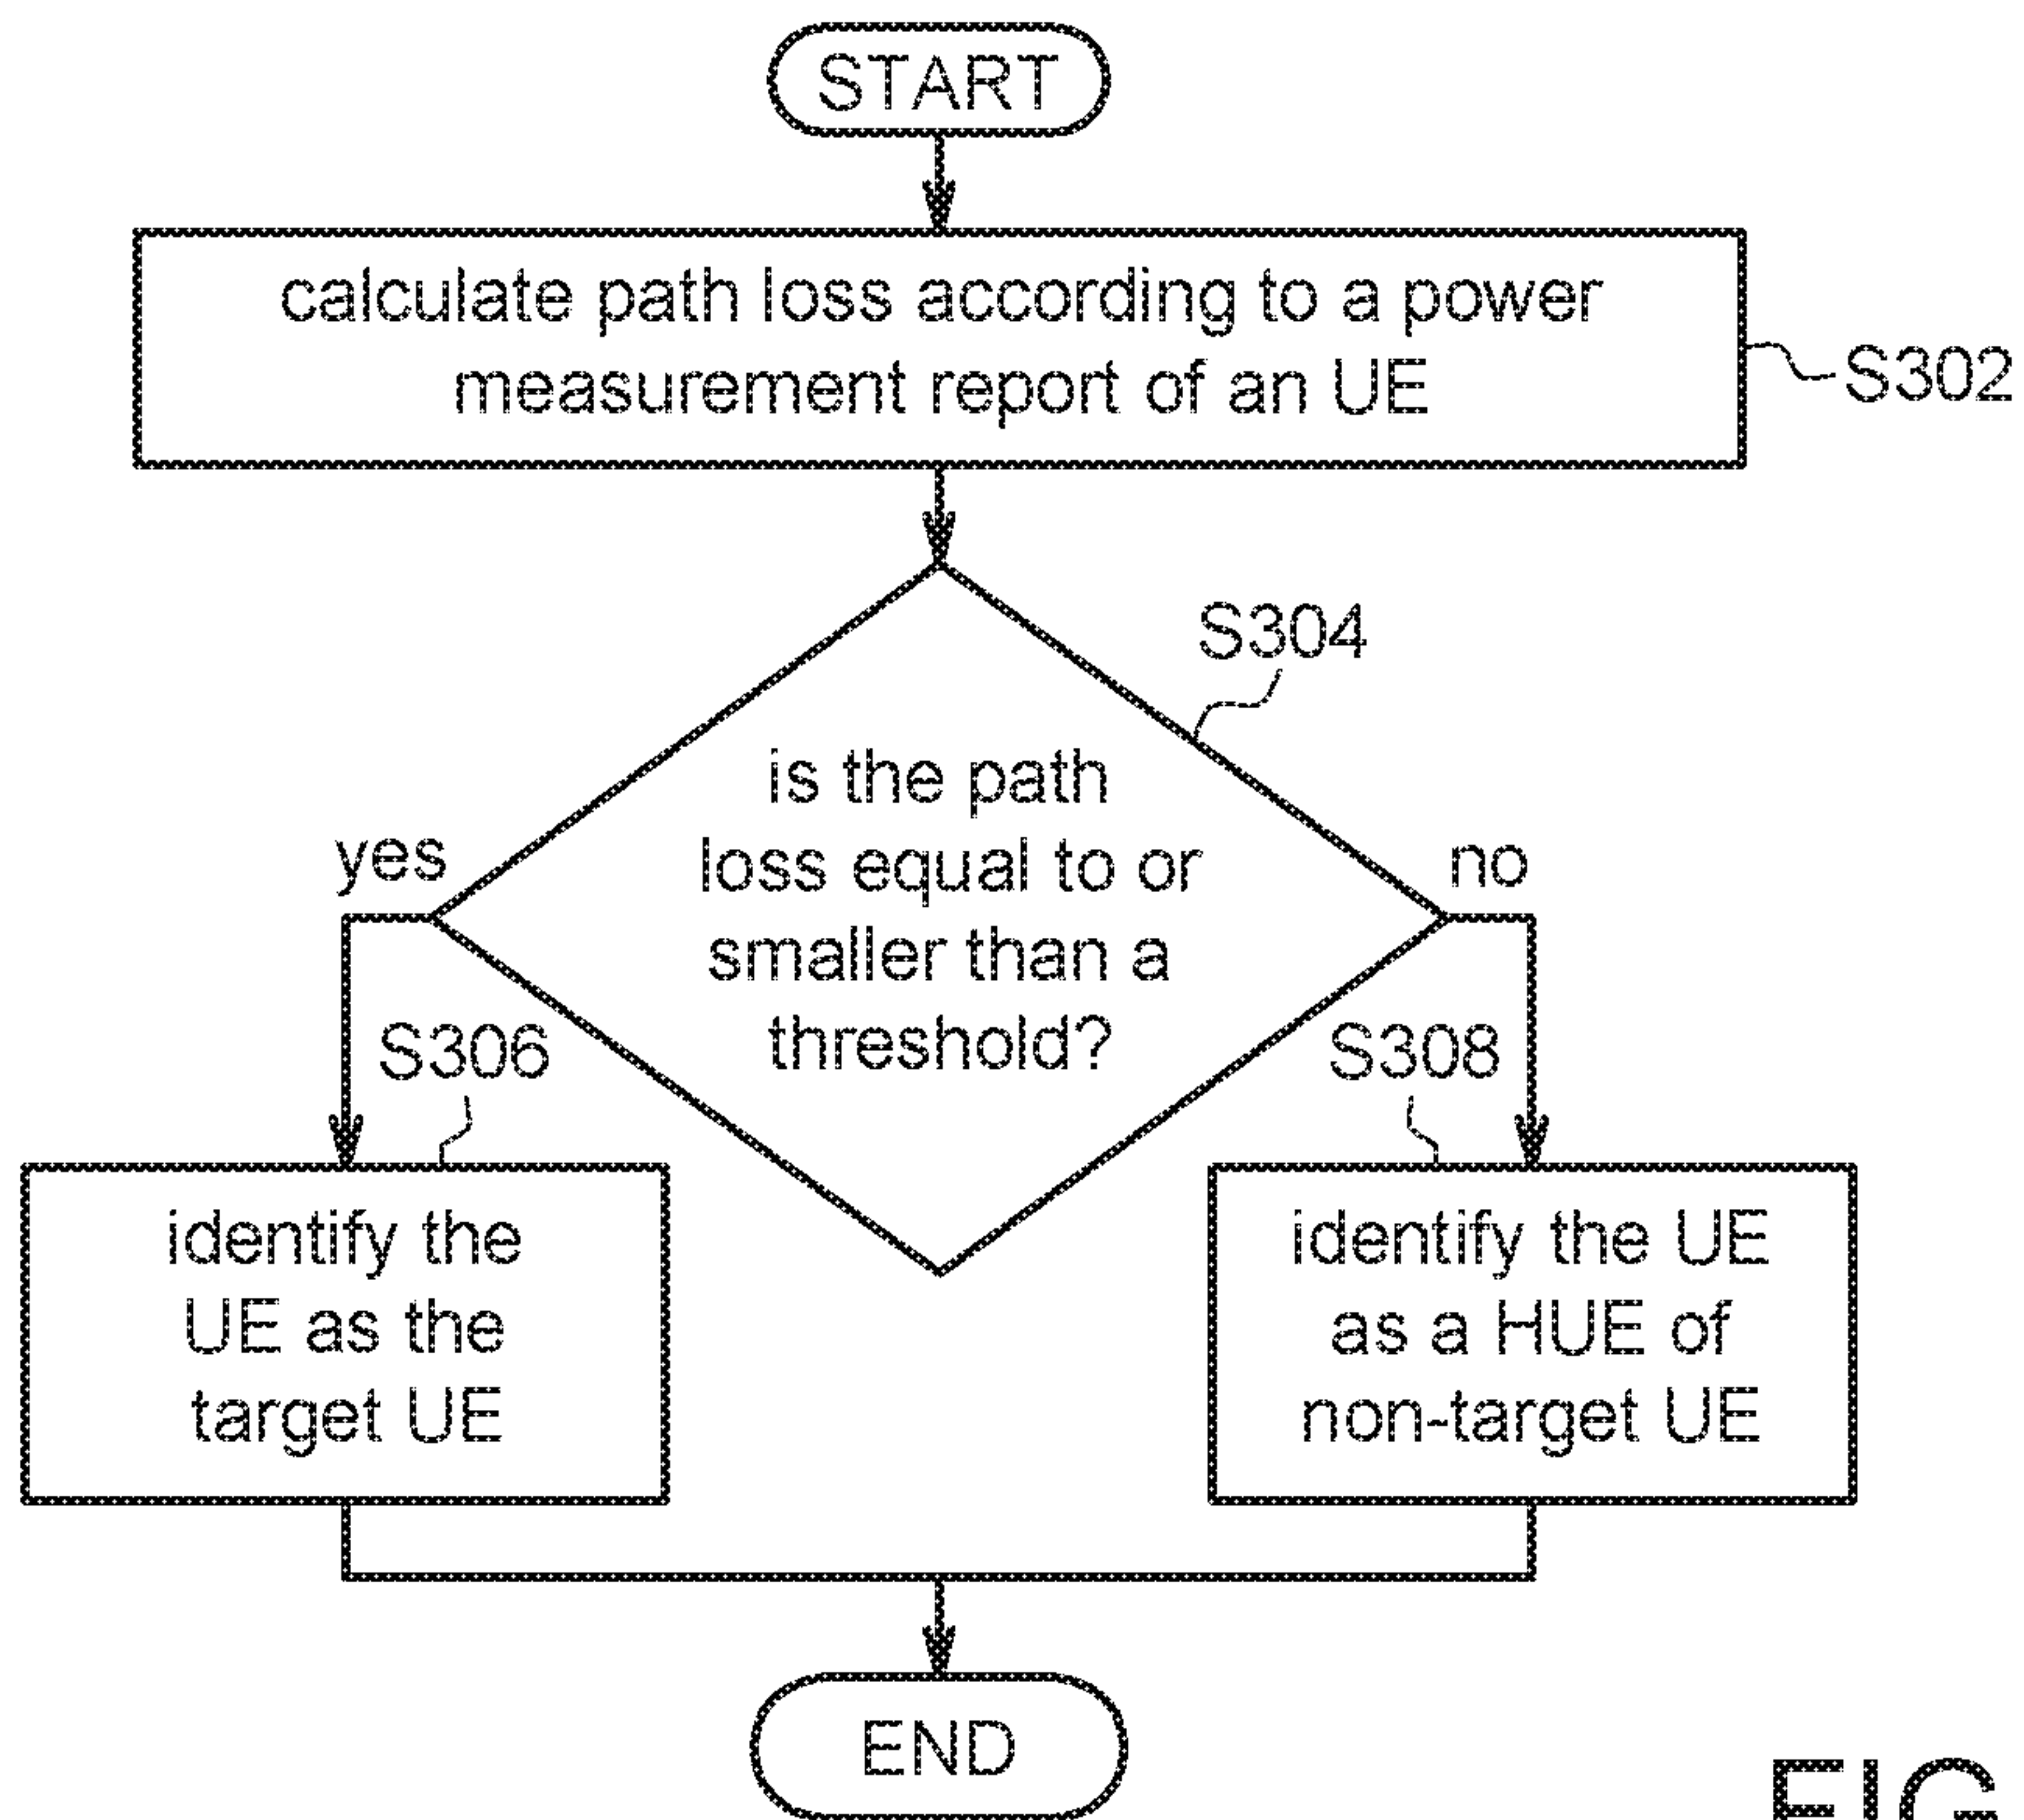 START
calculate path loss according to a power
measurement report of an UE
S302
S304
is the path
loss equal to or
smaller than a
threshold?
yes
no
S306
S308
identify the
UE as the
target UE
identify the UE
as a HUE of
non-target UE
END
FIG